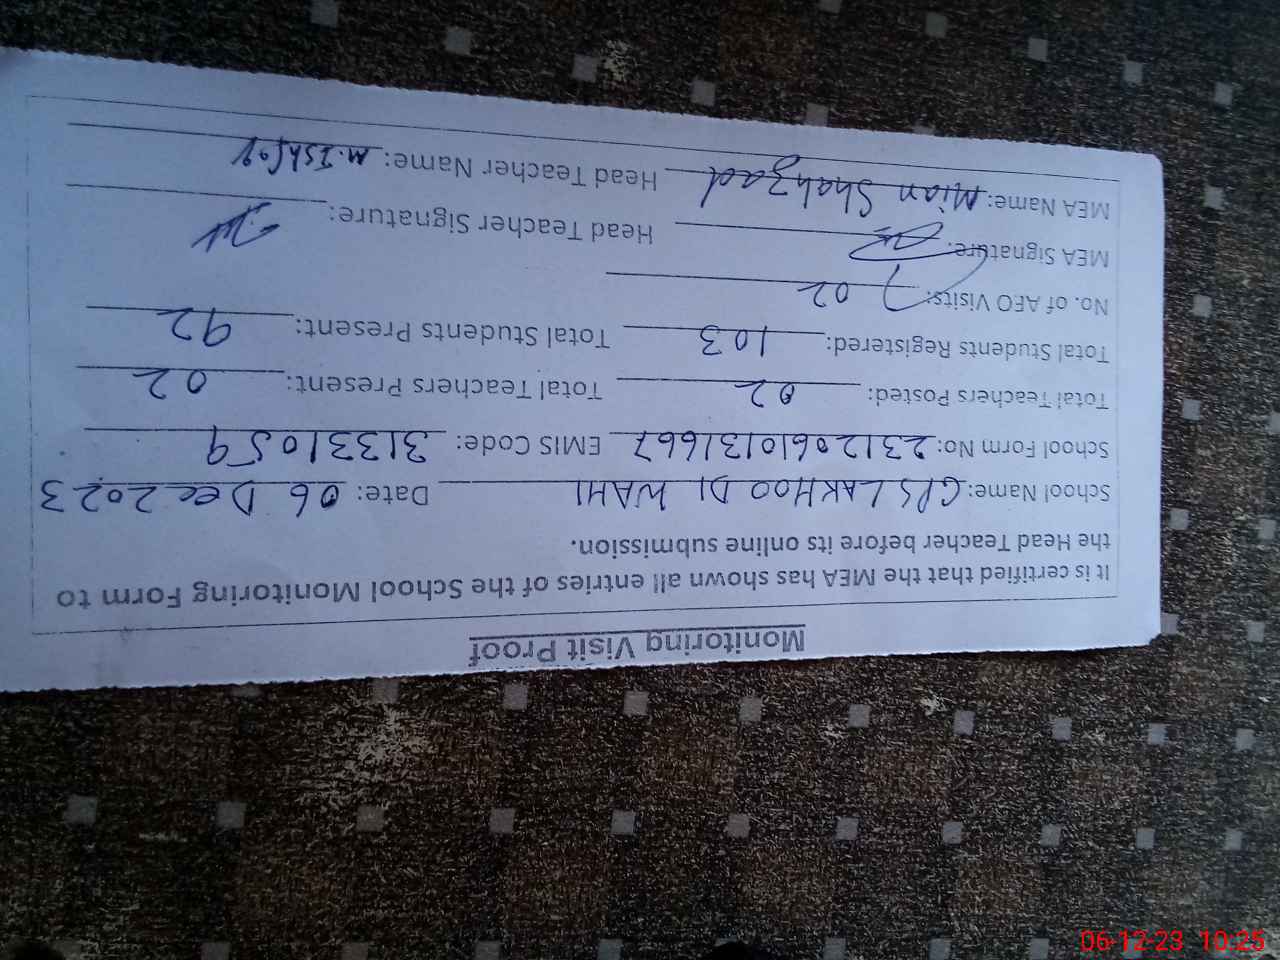 Monitoring Visit Proof
It is certified that the MEA has shown all entries of the School Monitoring Form to
the Head Teacher before its online submission.
School Name: GPS LAKHOO DI WAHI Date: 06 Dec 2023
School Form No: 2312060131667 EMIS Code: 31331059
Total Teachers Posted: 02 Total Teachers Present: 02
Total Students Registered: 103 Total Students Present: 92
No. of AEO Visits: 02
MEA Signature: Head Teacher Signature:
MEA Name: Mian Shahzad Head Teacher Name: M. Ishfaq
06-12-23 10:25